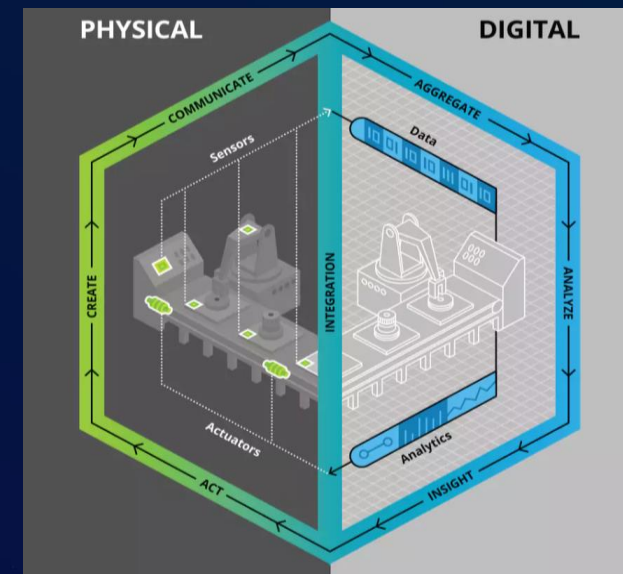 PHYSICAL
DIGITAL
COMMUNICATE
AGGREGATE
Sensors
Data
CREATE
INTEGRATION
ANALYZE
Actuators
Analytics
ACT
INSIGHT